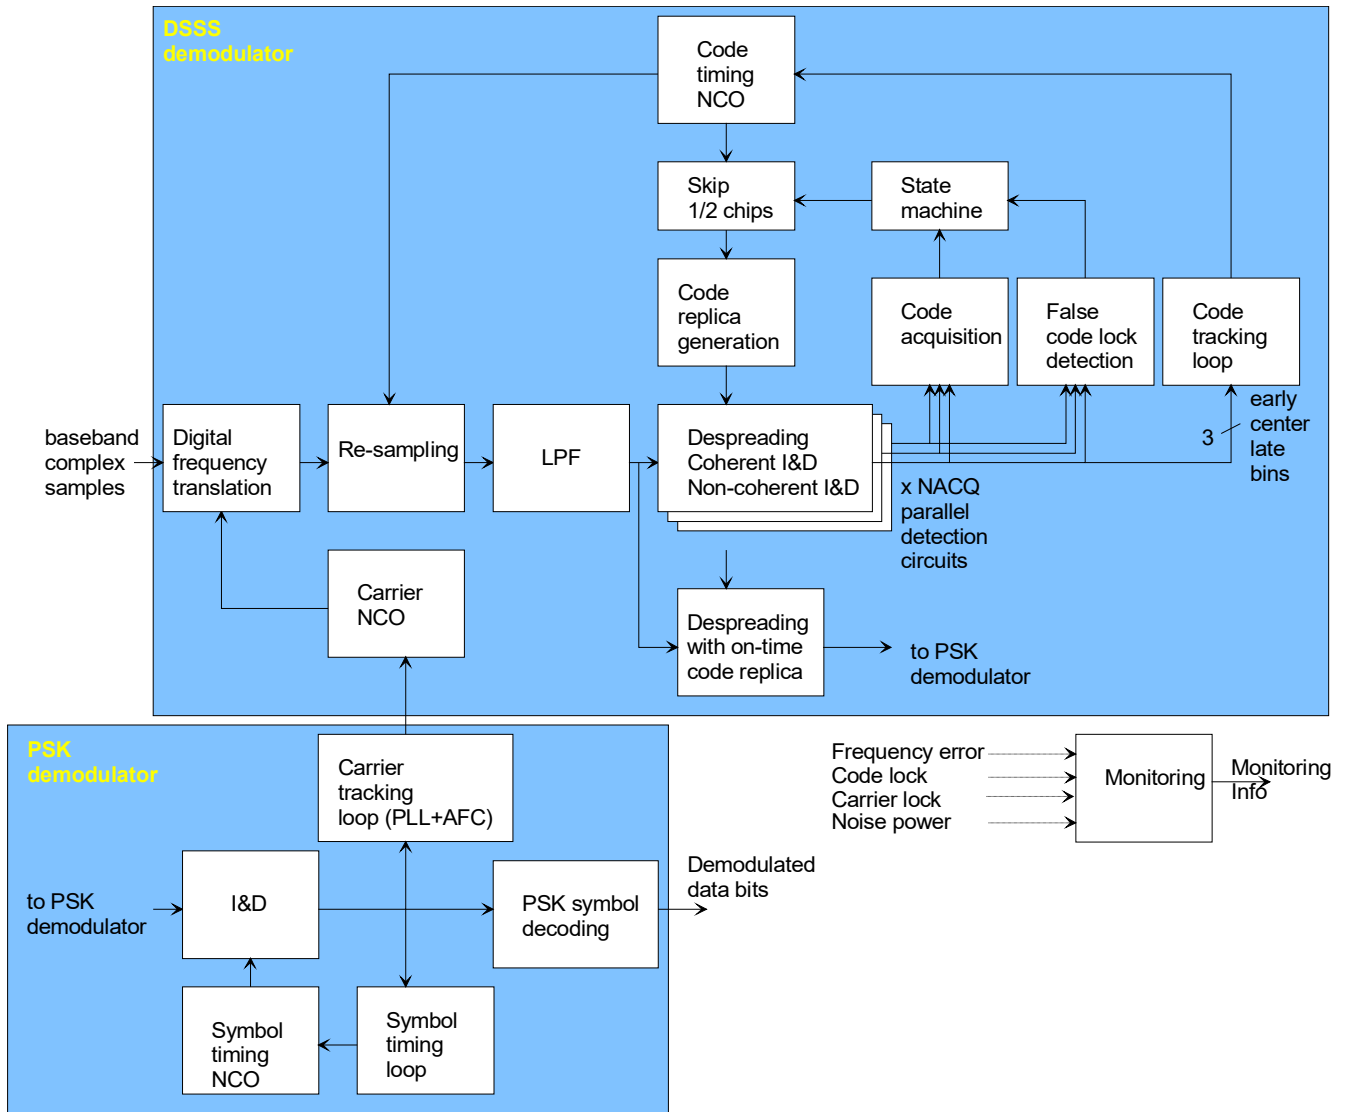 DSSS
demodulator
Code
timing
NCO
Skip
1/2 chips
State
machine
Code
replica
generation
Code
acquisition
False
code lock
detection
Code
tracking
loop
baseband
complex
samples
Digital
frequency
translation
Re-sampling
LPF
Despreading
Coherent I&D
Non-coherent I&D
3
early
center
late
bins
x NACQ
parallel
detection
circuits
Carrier
NCO
Despreading
with on-time
code replica
to PSK
demodulator
PSK
demodulator
Carrier
tracking
loop (PLL+AFC)
Frequency error
Code lock
Carrier lock
Noise power
Monitoring
Monitoring
Info
to PSK
demodulator
I&D
PSK symbol
decoding
Demodulated
data bits
Symbol
timing
NCO
Symbol
timing
loop